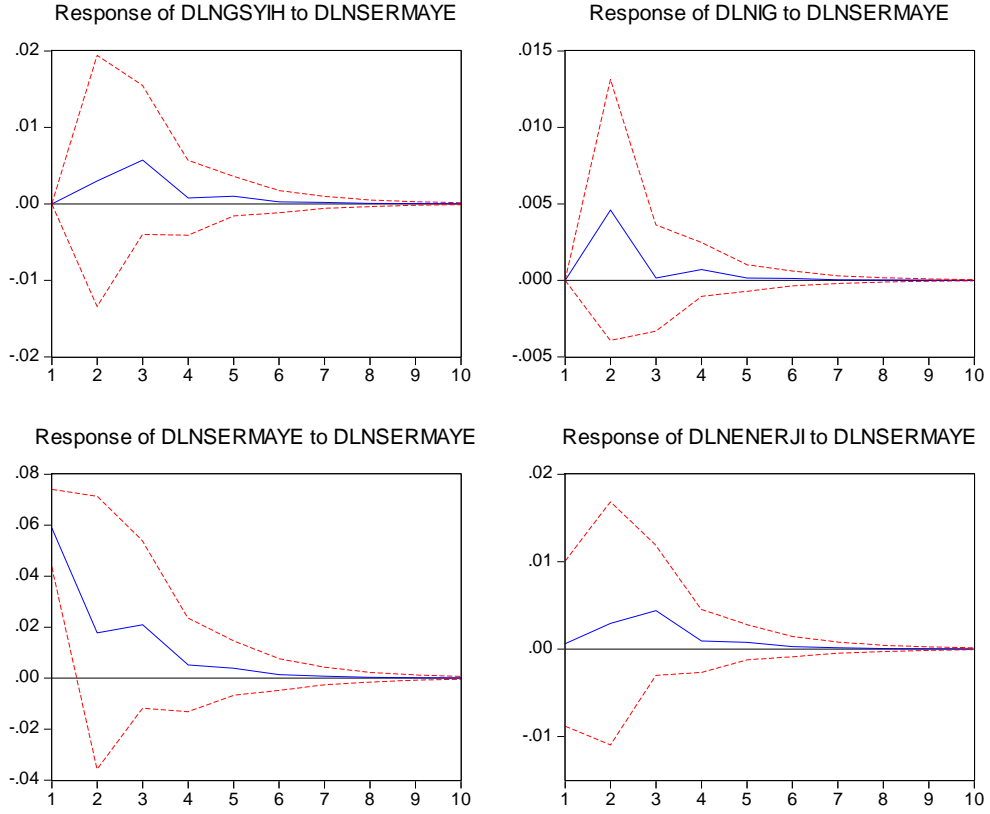 Response of DLNGSYIH to DLNSERMAYE
.02
.01
.00
-.01
-.02
1 2 3 4 5 6 7 8 9 10
Response of DLNIG to DLNSERMAYE
.015
.010
.005
.000
-.005
1 2 3 4 5 6 7 8 9 10
Response of DLNSERMAYE to DLNSERMAYE
.08
.06
.04
.02
.00
-.02
-.04
1 2 3 4 5 6 7 8 9 10
Response of DLNENERJI to DLNSERMAYE
.02
.01
.00
-.01
1 2 3 4 5 6 7 8 9 10